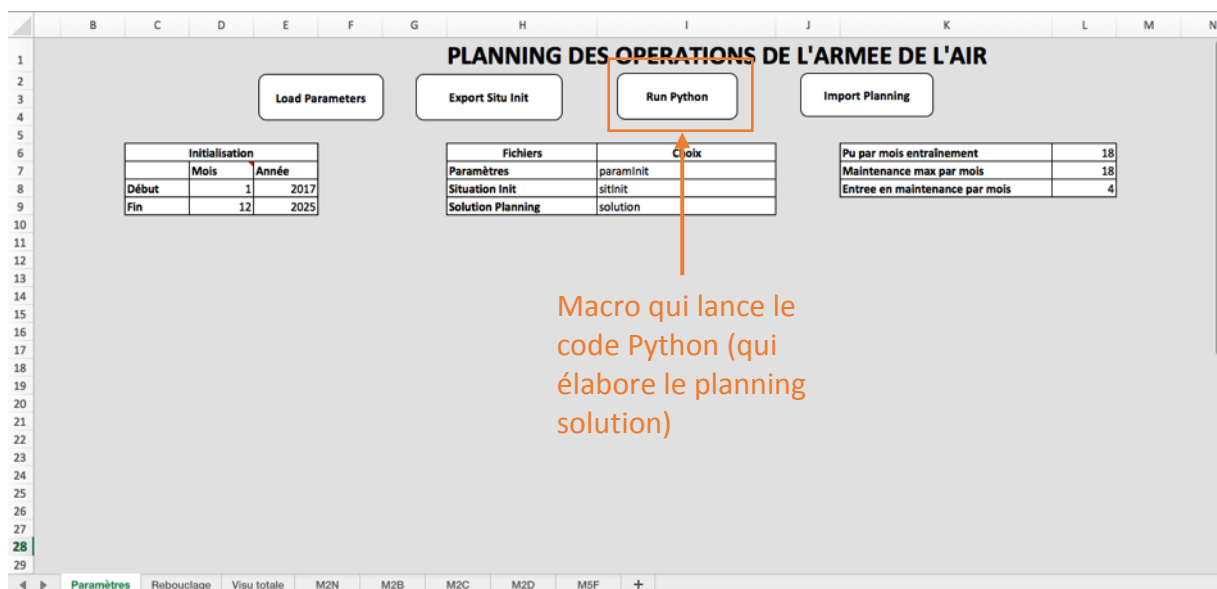 B C D E F G H I J K L M N
1 PLANNING DES OPERATIONS DE L'ARMEE DE L'AIR
2
3 Load Parameters Export Situ Init Run Python Import Planning
4
5
6 Initialisation Fichiers Choix Pu par mois entraînement 18
7 Mois Année Paramètres paramInit Maintenance max par mois 18
8 Début 1 2017 Situation Init sitInit Entree en maintenance par mois 4
9 Fin 12 2025 Solution Planning solution
10
11
12
13
14
15
16
17
18
19
20
21
22
23
24
25
26
27
28
29
Macro qui lance le
code Python (qui
élabore le planning
solution)
Paramètres Rebouclage Visu totale M2N M2B M2C M2D M5F +